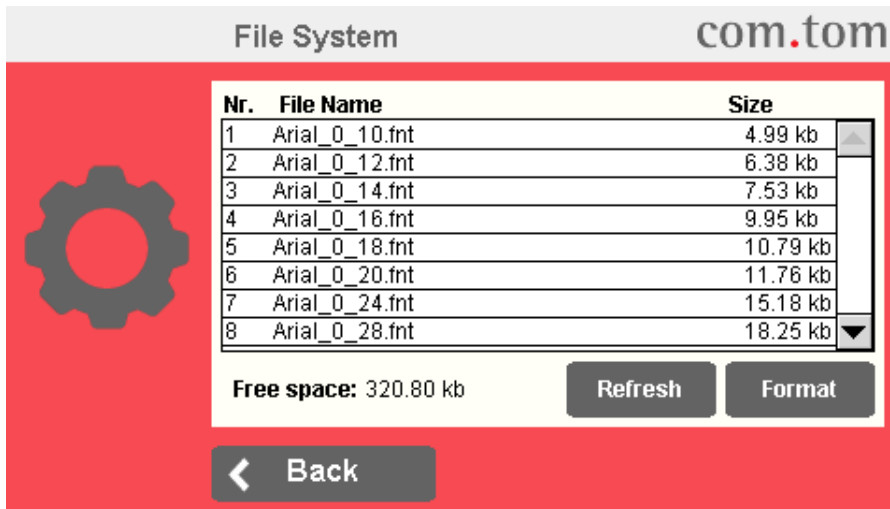 File System com.tom
Nr. File Name Size
1 Arial_0_10.fnt 4.99 kb
2 Arial_0_12.fnt 6.38 kb
3 Arial_0_14.fnt 7.53 kb
4 Arial_0_16.fnt 9.95 kb
5 Arial_0_18.fnt 10.79 kb
6 Arial_0_20.fnt 11.76 kb
7 Arial_0_24.fnt 15.18 kb
8 Arial_0_28.fnt 18.25 kb
Free space: 320.80 kb Refresh Format
Back